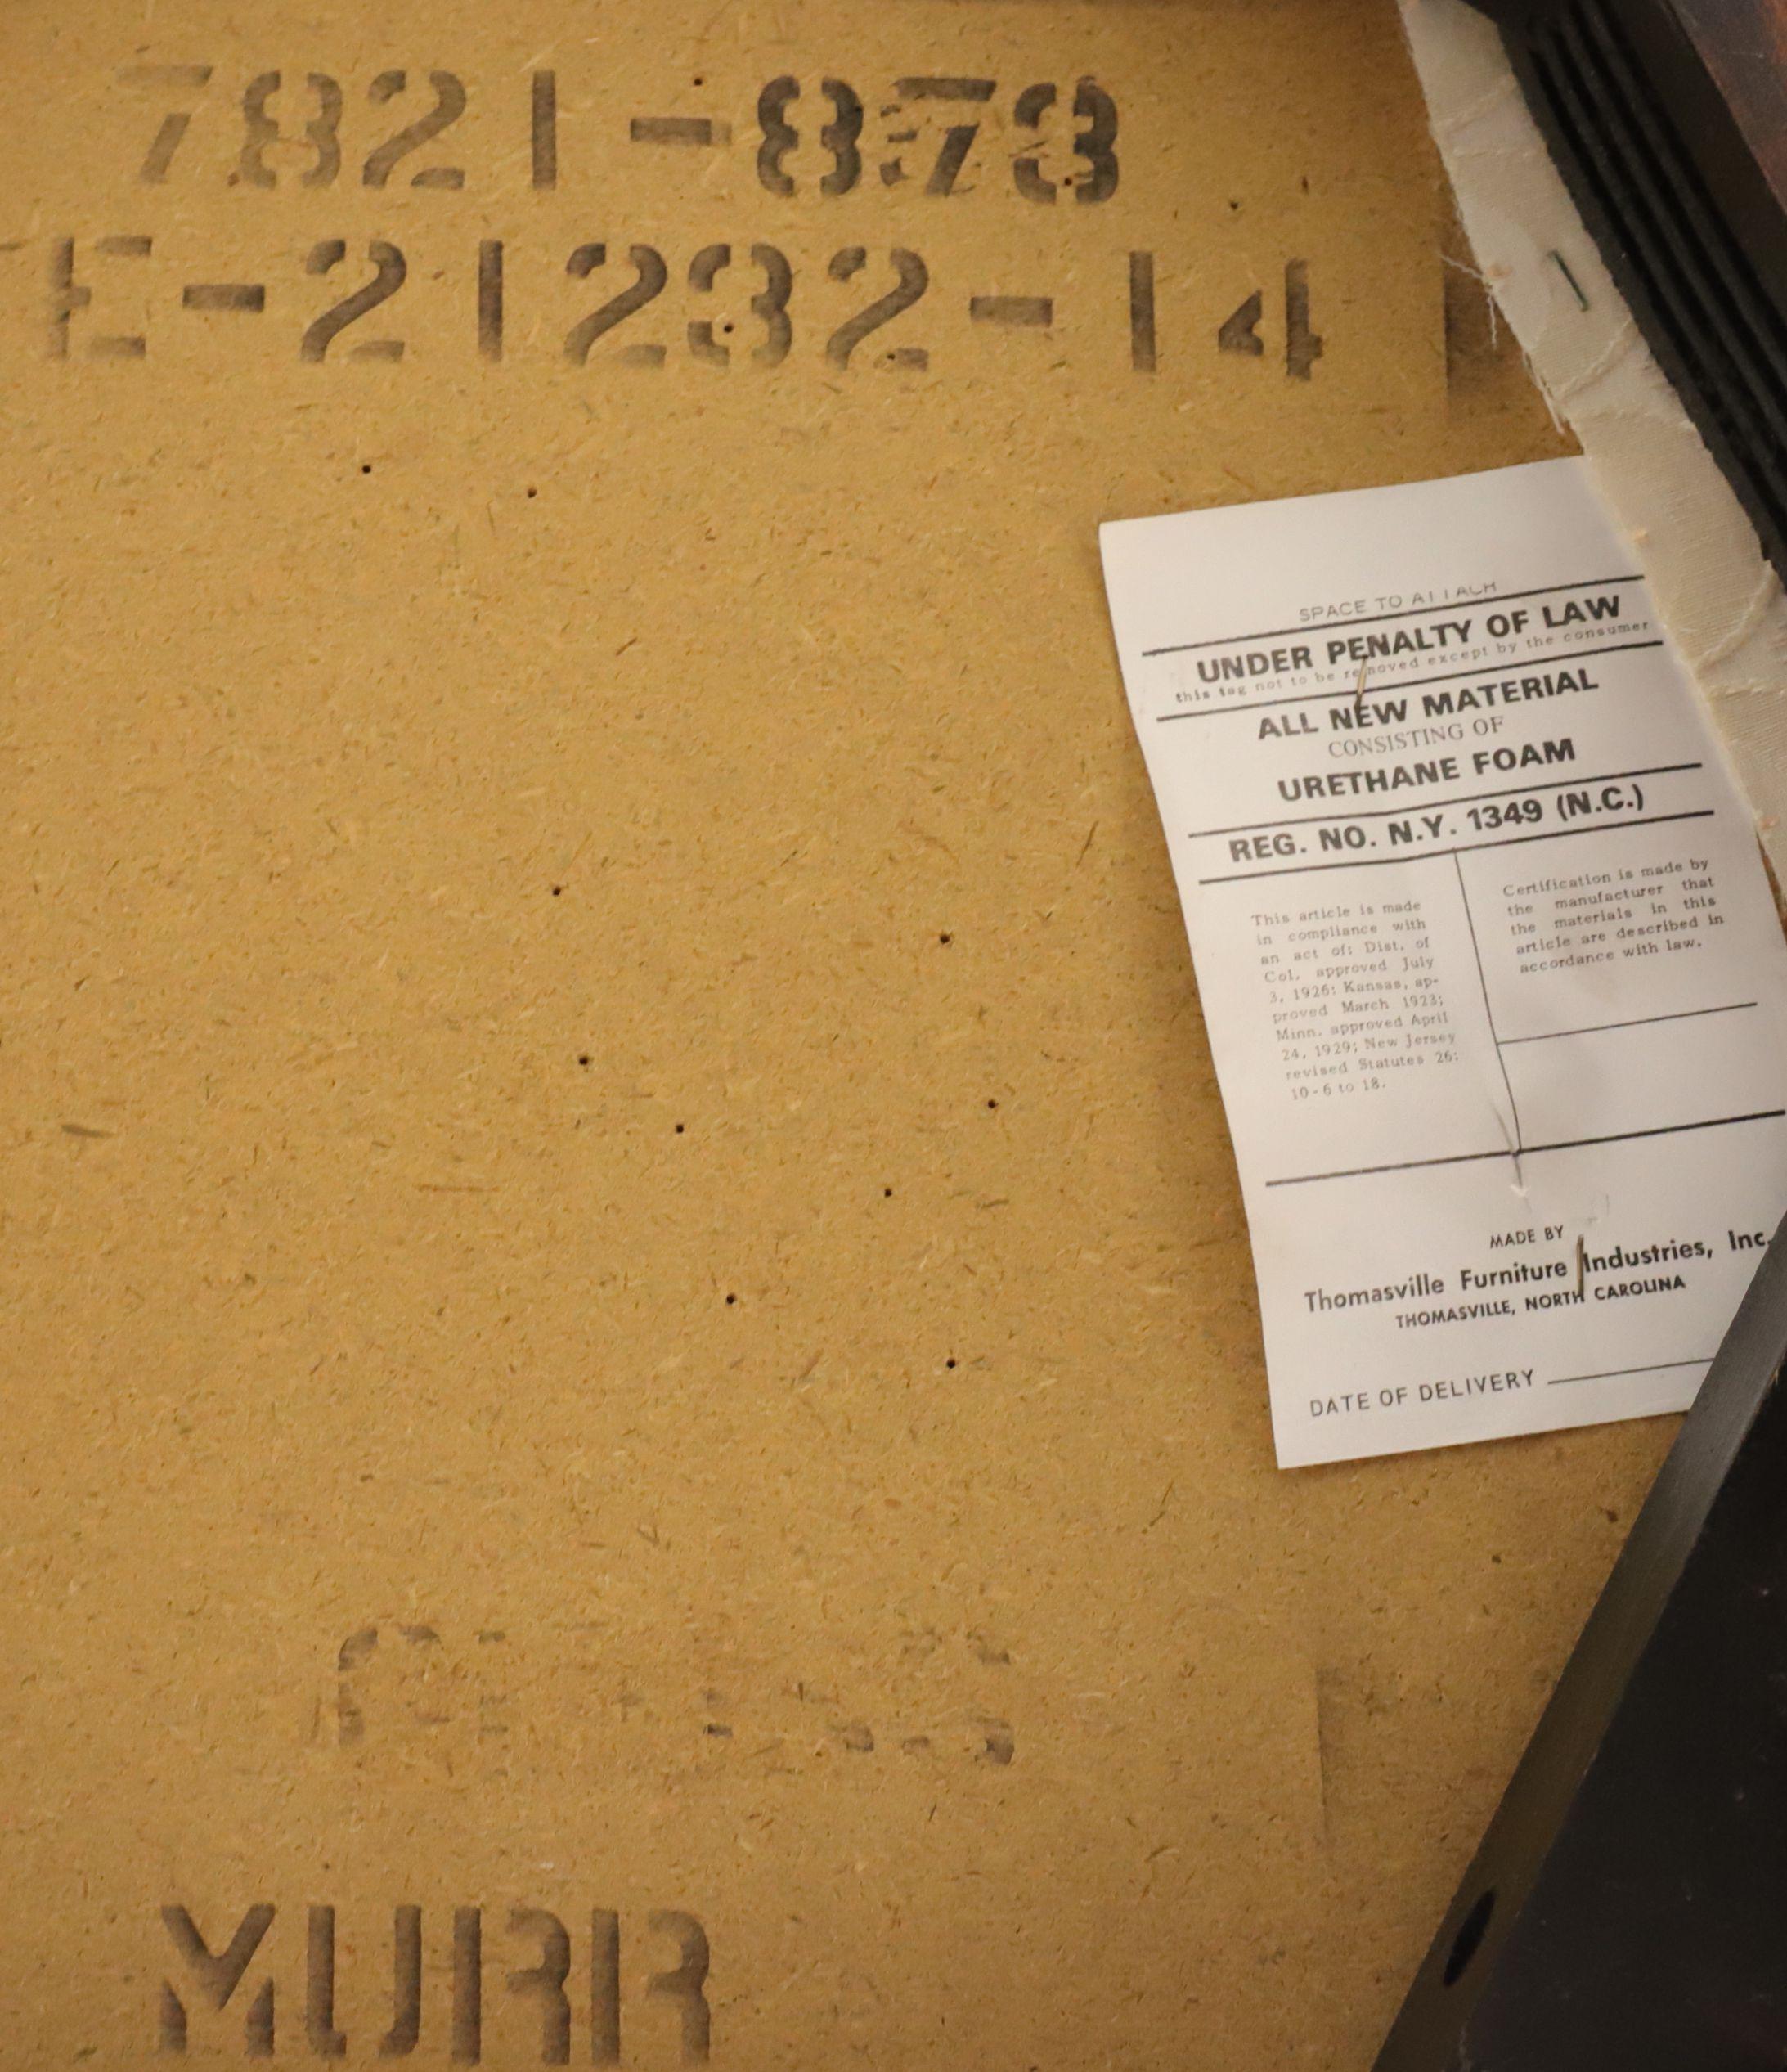 7821-873
E-21232-14
SPACE TO ATTACH
UNDER PENALTY OF LAW
this tag not to be removed except by the consumer
ALL NEW MATERIAL
CONSISTING OF
URETHANE FOAM
REG. NO. N.Y. 1349 (N.C.)
This article is made
in compliance with
an act of: Dist. of
Col. approved July
3, 1926; Kansas, ap-
proved March 1923;
Minn. approved April
24, 1929; New Jersey
revised Statutes 26:
10-6 to 18.
Certification is made by
the manufacturer that
the materials in this
article are described in
accordance with law.
MADE BY
Thomasville Furniture Industries, Inc.
THOMASVILLE, NORTH CAROLINA
DATE OF DELIVERY
MURR